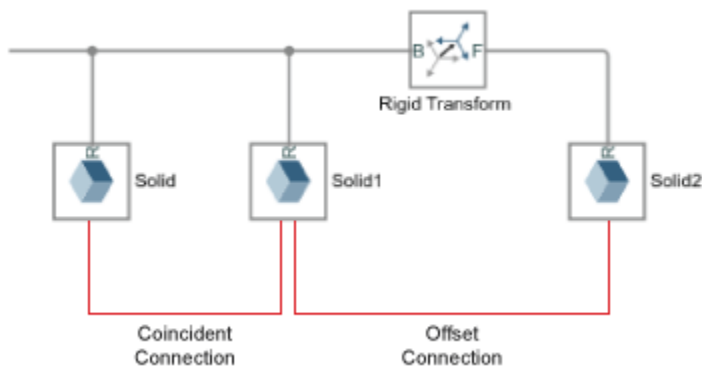 B F
Rigid Transform
R Solid
R Solid1
R Solid2
Coincident
Connection
Offset
Connection